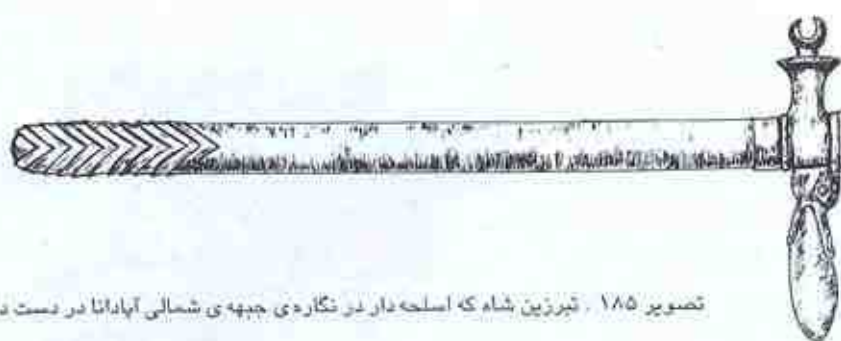 تصویر ۱۸۵ . تبرزین شاه که اسلحه دار در نگاره‌ی جبهه‌ی شمالی آپادانا در دست